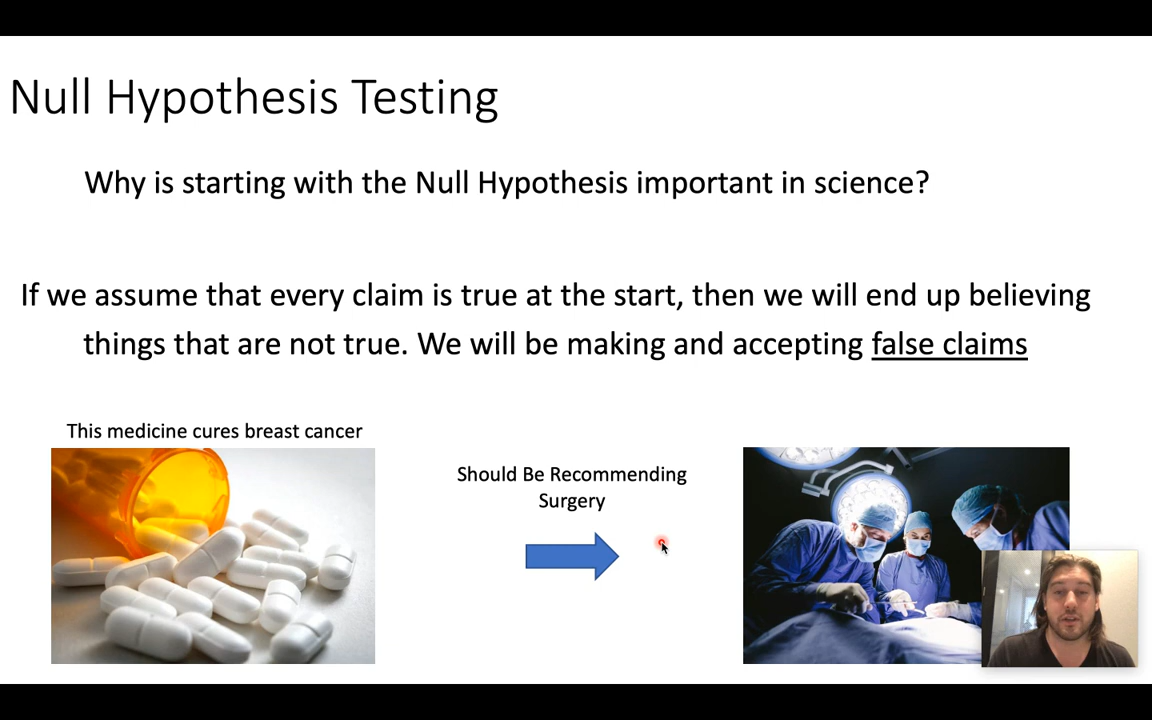 Null Hypothesis Testing
Why is starting with the Null Hypothesis important in science?
If we assume that every claim is true at the start, then we will end up believing
things that are not true. We will be making and accepting false claims
This medicine cures breast cancer
Should Be Recommending
Surgery